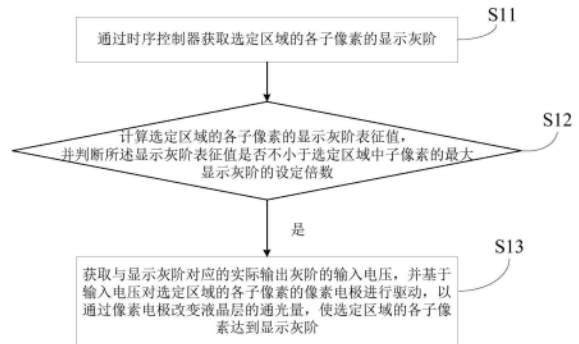 S11
通过时序控制器获取选定区域的各子像素的显示灰阶
S12
计算选定区域的各子像素的显示灰阶表征值，
并判断所述显示灰阶表征值是否不小于选定区域中子像素的最大
显示灰阶的设定倍数
是
S13
获取与显示灰阶对应的实际输出灰阶的输入电压，并基于
输入电压对选定区域的各子像素的像素电极进行驱动，以
通过像素电极改变液晶层的通光量，使选定区域的各子像
素达到显示灰阶